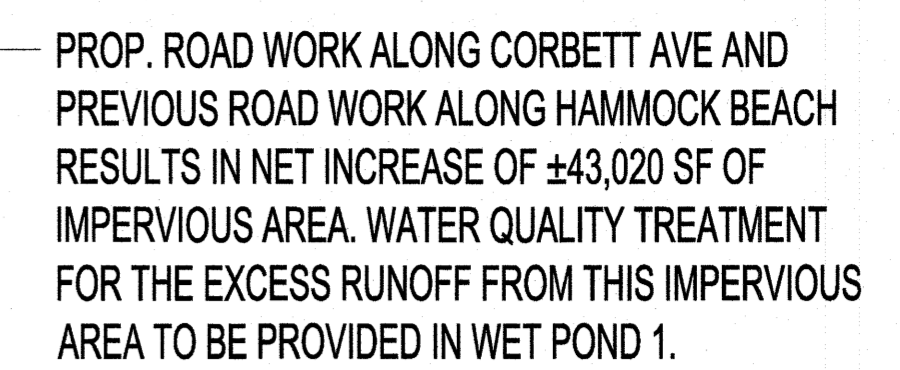 PROP. ROAD WORK ALONG CORBETT AVE AND
PREVIOUS ROAD WORK ALONG HAMMOCK BEACH
RESULTS IN NET INCREASE OF ±43,020 SF OF
IMPERVIOUS AREA. WATER QUALITY TREATMENT
FOR THE EXCESS RUNOFF FROM THIS IMPERVIOUS
AREA TO BE PROVIDED IN WET POND 1.